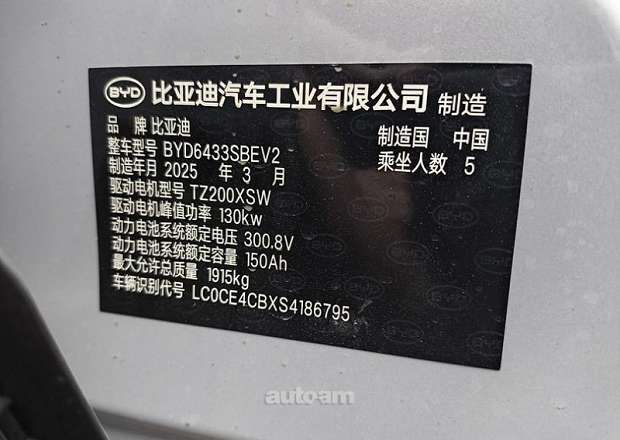 BYD 比亚迪汽车工业有限公司 制造
品 牌 比亚迪 制造国 中国
整车型号 BYD6433SBEV2 乘坐人数 5
制造年月 2025 年 3 月
驱动电机型号 TZ200XSW
驱动电机峰值功率 130kw
动力电池系统额定电压 300.8V
动力电池系统额定容量 150Ah
最大允许总质量 1915kg
车辆识别代号 LC0CE4CBXS4186795
auto.am